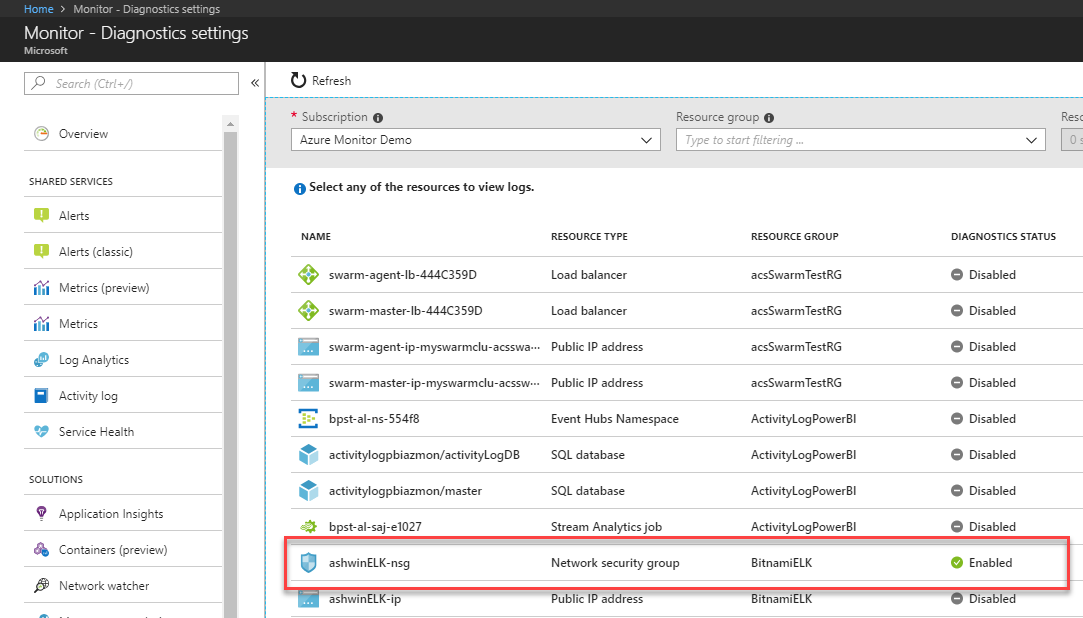 Home > Monitor - Diagnostics settings
Monitor - Diagnostics settings
Microsoft
Search (Ctrl+/)
«
Overview
SHARED SERVICES
Alerts
Alerts (classic)
Metrics (preview)
Metrics
Log Analytics
Activity log
Service Health
SOLUTIONS
Application Insights
Containers (preview)
Network watcher
Refresh
* Subscription
Resource group
Azure Monitor Demo
Type to start filtering ...
Select any of the resources to view logs.
NAME RESOURCE TYPE RESOURCE GROUP DIAGNOSTICS STATUS
swarm-agent-lb-444C359D Load balancer acsSwarmTestRG Disabled
swarm-master-lb-444C359D Load balancer acsSwarmTestRG Disabled
swarm-agent-ip-myswarmclu-acsswa··· Public IP address acsSwarmTestRG Disabled
swarm-master-ip-myswarmclu-acssw··· Public IP address acsSwarmTestRG Disabled
bpst-al-ns-554f8 Event Hubs Namespace ActivityLogPowerBI Disabled
activitylogpbiazmon/activityLogDB SQL database ActivityLogPowerBI Disabled
activitylogpbiazmon/master SQL database ActivityLogPowerBI Disabled
bpst-al-saj-e1027 Stream Analytics job ActivityLogPowerBI Disabled
ashwinELK-nsg Network security group BitnamiELK Enabled
ashwinELK-ip Public IP address BitnamiELK Disabled